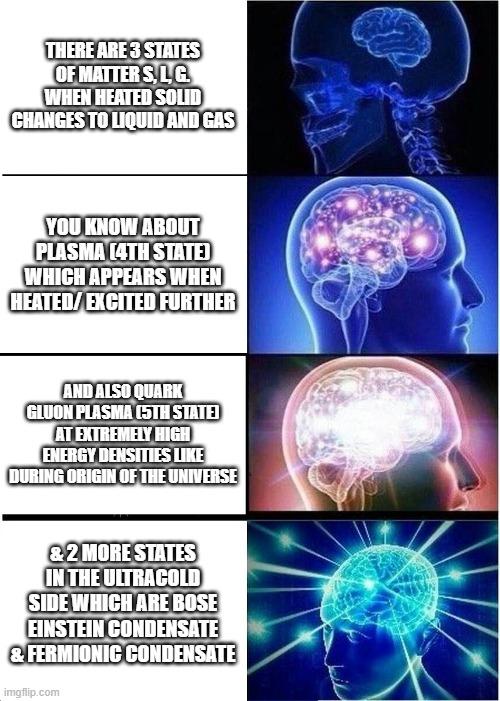 THERE ARE 3 STATES
OF MATTER S, L, G.
WHEN HEATED SOLID
CHANGES TO LIQUID AND GAS
YOU KNOW ABOUT
PLASMA (4TH STATE)
WHICH APPEARS WHEN
HEATED/ EXCITED FURTHER
AND ALSO QUARK
GLUON PLASMA (5TH STATE)
AT EXTREMELY HIGH
ENERGY DENSITIES LIKE
DURING ORIGIN OF THE UNIVERSE
& 2 MORE STATES
IN THE ULTRACOLD
SIDE WHICH ARE BOSE
EINSTEIN CONDENSATE
& FERMIONIC CONDENSATE
imgflip.com